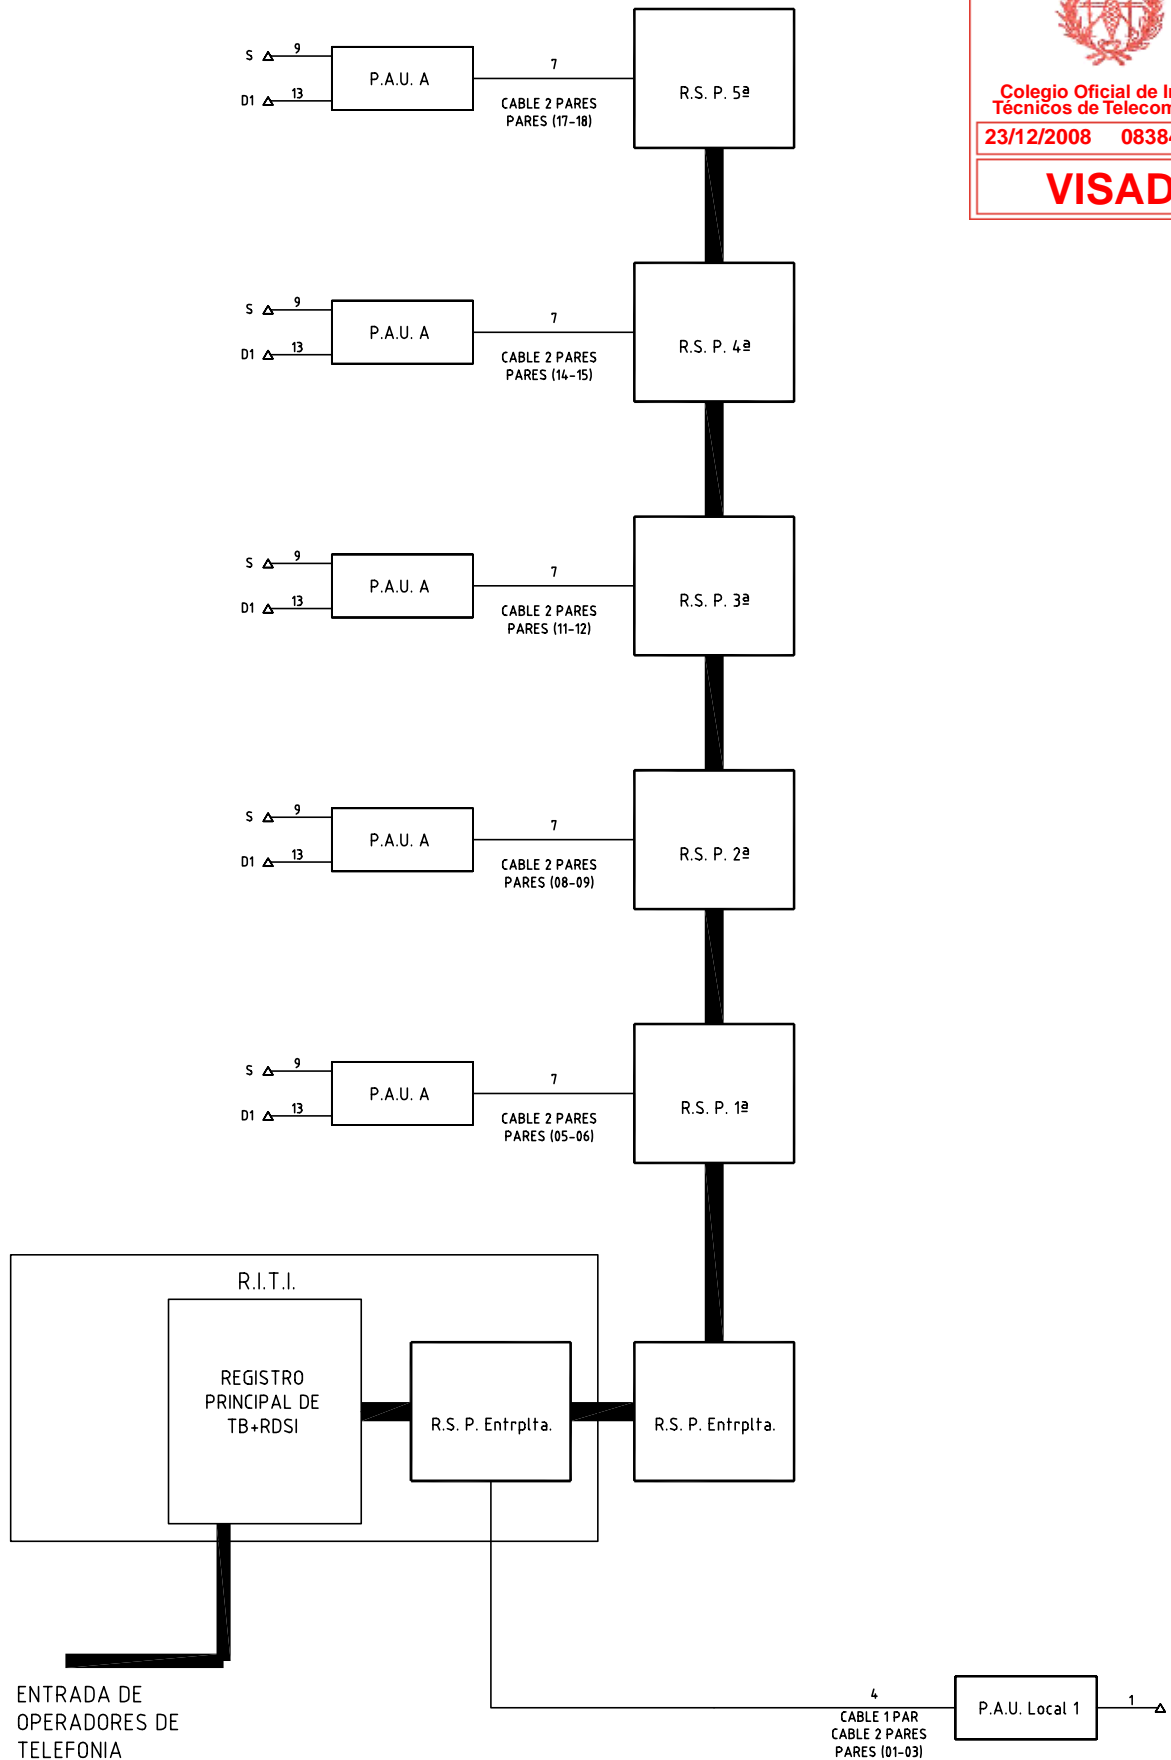 Colegio Oficial de
Técnicos de
23/12/2008 0838
S 9
D1 13
P.A.U. A
7
CABLE 2 PARES
PARES (17-18)
R.S. P. 5ª
S 9
D1 13
P.A.U. A
7
CABLE 2 PARES
PARES (14-15)
R.S. P. 4ª
S 9
D1 13
P.A.U. A
7
CABLE 2 PARES
PARES (11-12)
R.S. P. 3ª
S 9
D1 13
P.A.U. A
7
CABLE 2 PARES
PARES (08-09)
R.S. P. 2ª
S 9
D1 13
P.A.U. A
7
CABLE 2 PARES
PARES (05-06)
R.S. P. 1ª
R.I.T.I.
REGISTRO
PRINCIPAL DE
TB+RDSI
R.S. P. Entrplta.
R.S. P. Entrplta.
ENTRADA DE
OPERADORES DE
TELEFONIA
4
CABLE 1 PAR
CABLE 2 PARES
PARES (01-03)
P.A.U. Local 1
1